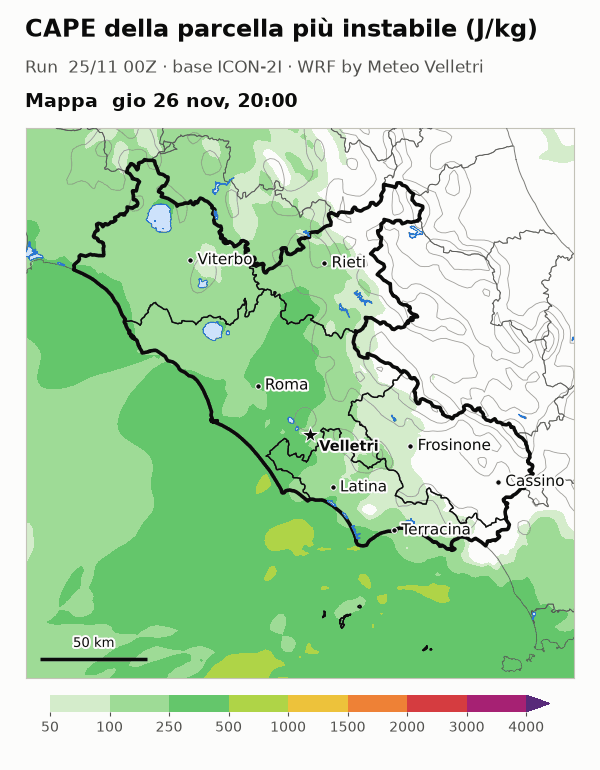 CAPE della parcella più instabile (J/kg)
Run  25/11 00Z · base ICON-2I · WRF by Meteo Velletri
Mappa  gio 26 nov, 20:00
Viterbo
Rieti
Roma
Velletri
Frosinone
Cassino
Latina
Terracina
50 km
50 100 250 500 1000 1500 2000 3000 4000